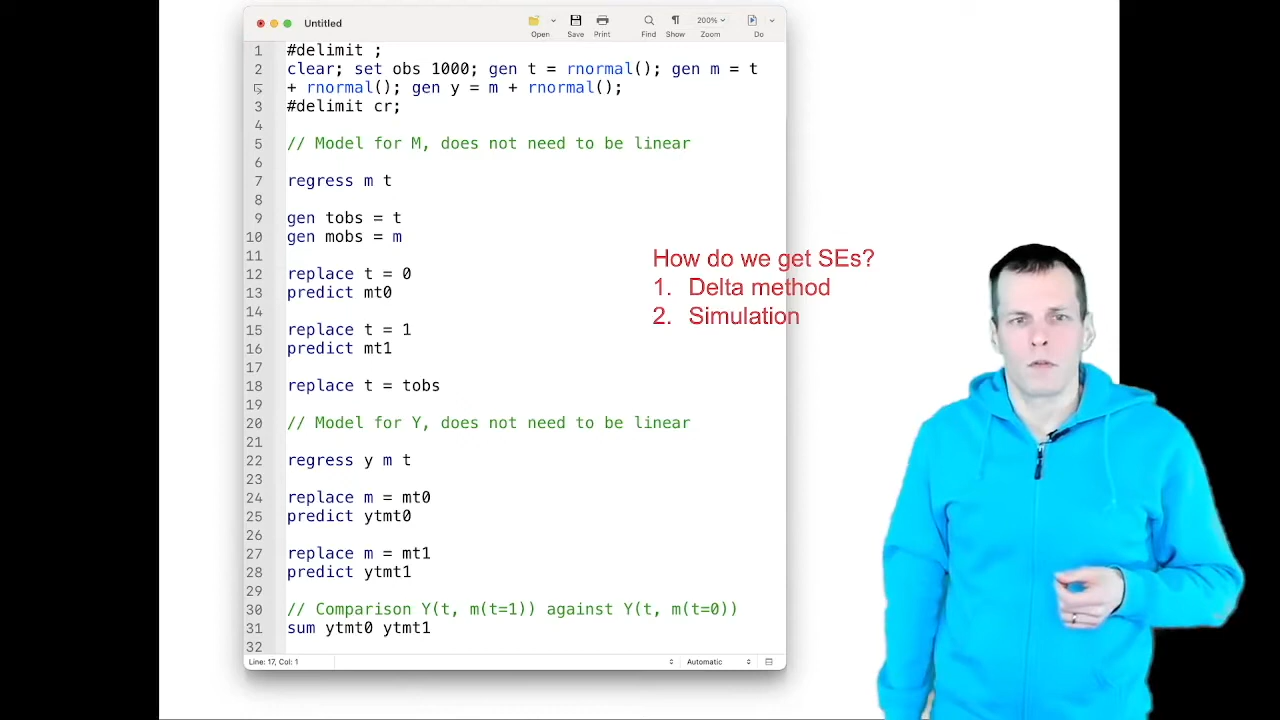 Untitled
Open
Save
Print
Find
Show
200%
Zoom
Do
1 #delimit ;
2 clear; set obs 1000; gen t = rnormal(); gen m = t
+ rnormal(); gen y = m + rnormal();
3 #delimit cr;
4
5 // Model for M, does not need to be linear
6
7 regress m t
8
9 gen tobs = t
10 gen mobs = m
11
12 replace t = 0
13 predict mt0
14
15 replace t = 1
16 predict mt1
17
18 replace t = tobs
19
20 // Model for Y, does not need to be linear
21
22 regress y m t
23
24 replace m = mt0
25 predict ytmt0
26
27 replace m = mt1
28 predict ytmt1
29
30 // Comparison Y(t, m(t=1)) against Y(t, m(t=0))
31 sum ytmt0 ytmt1
32
Line: 17, Col: 1
Automatic
How do we get SEs?
1. Delta method
2. Simulation